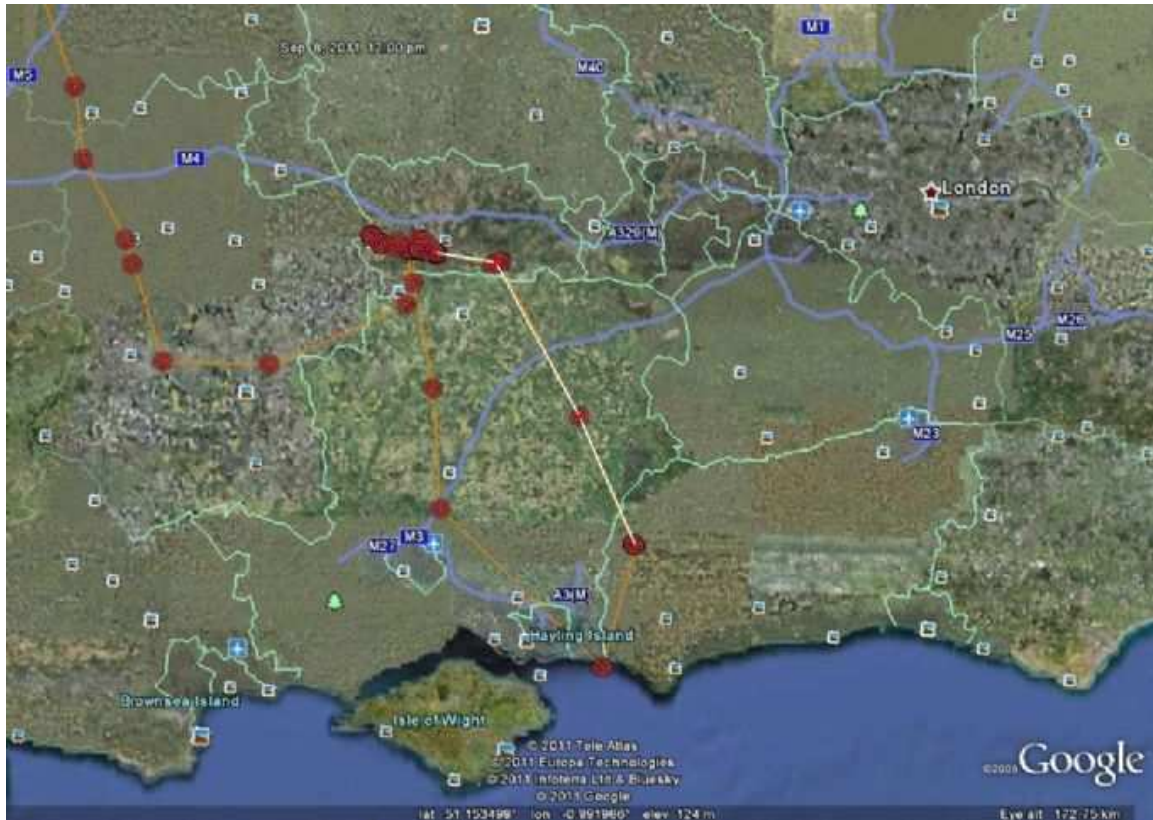 M1
Sep 8, 2011 12:00 pm
M40
M5
M4
London
A329(M)
M26
M25
M23
M3
M27
A3(M)
Hayling Island
Brownsea Island
Isle of Wight
© 2011 Tele Atlas
© 2011 Europa Technologies
© 2011 Infoterra Ltd & Bluesky
© 2011 Google
©2009 Google
lat 51.153499° lon -0.991966° elev 124 m Eye alt 172.75 km